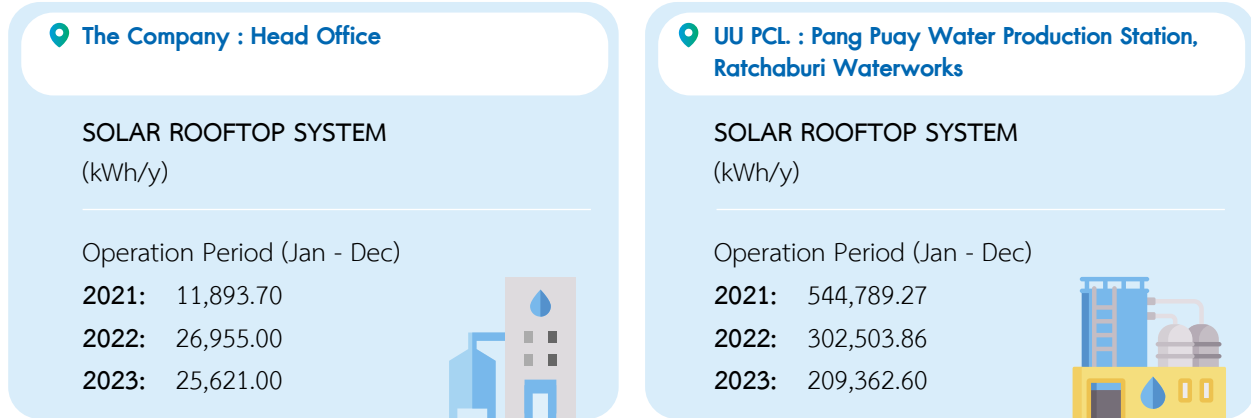 The Company : Head Office
SOLAR ROOFTOP SYSTEM
(kWh/y)
Operation Period (Jan - Dec)
2021: 11,893.70
2022: 26,955.00
2023: 25,621.00
UU PCL. : Pang Puay Water Production Station,
Ratchaburi Waterworks
SOLAR ROOFTOP SYSTEM
(kWh/y)
Operation Period (Jan - Dec)
2021: 544,789.27
2022: 302,503.86
2023: 209,362.60